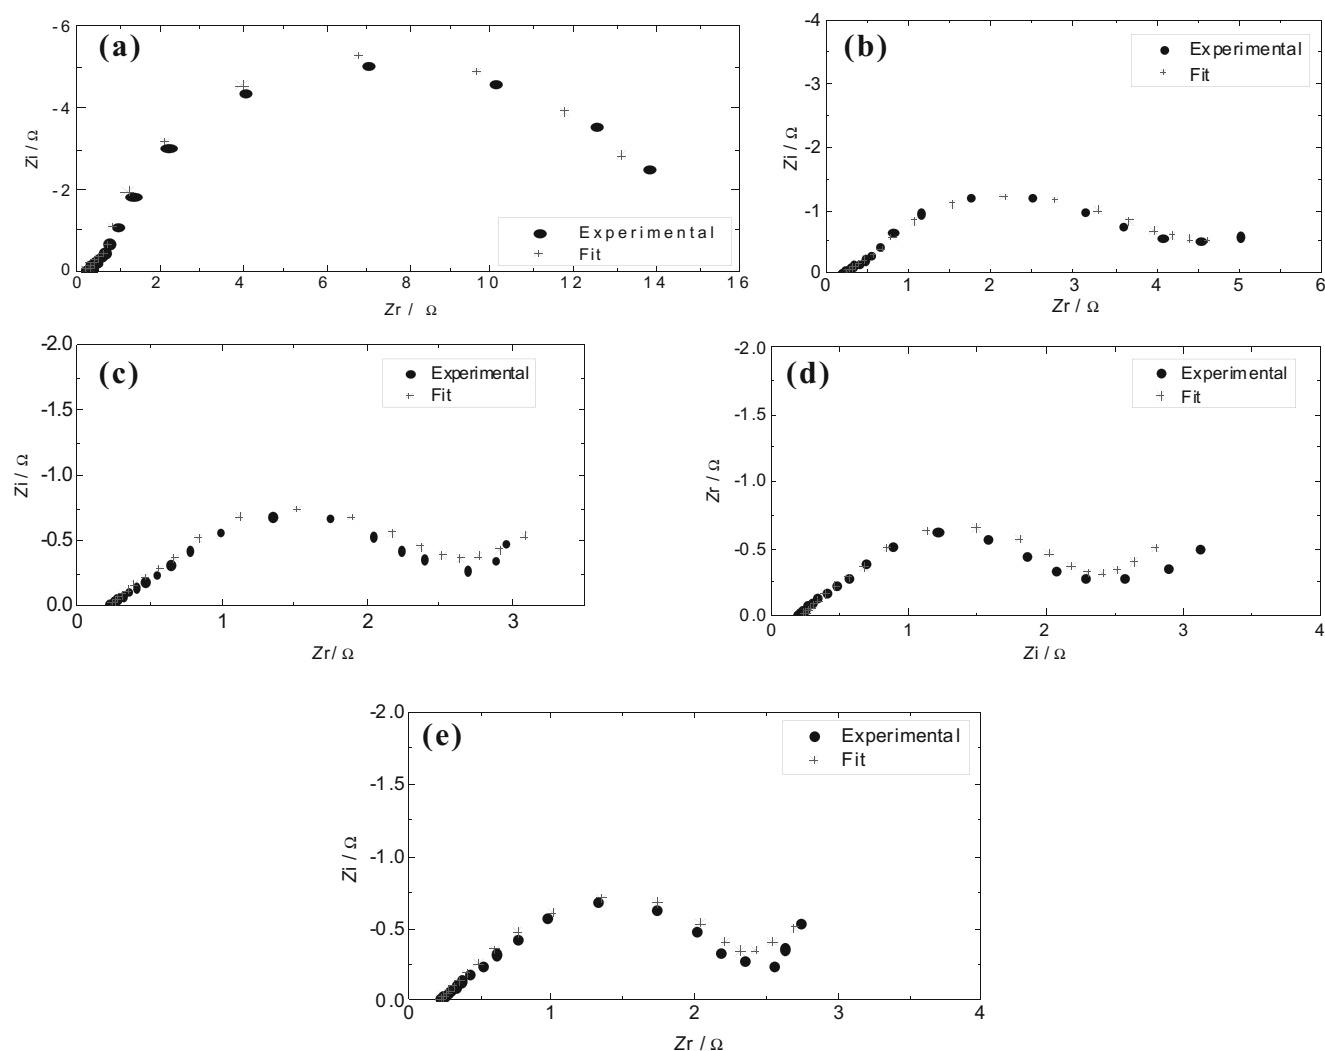 (a)
-6
-4
-2
0
Zi / Ω
0 2 4 6 8 10 12 14 16
Zr / Ω
Experimental
Fit
(b)
-4
-3
-2
-1
0
Zi / Ω
0 1 2 3 4 5 6
Zr / Ω
Experimental
Fit
(c)
-2.0
-1.5
-1.0
-0.5
0.0
Zi / Ω
0 1 2 3
Zr/ Ω
Experimental
Fit
(d)
-2.0
-1.5
-1.0
-0.5
0.0
Zr / Ω
0 1 2 3 4
Zi / Ω
Experimental
Fit
(e)
-2.0
-1.5
-1.0
-0.5
0.0
Zi / Ω
0 1 2 3 4
Zr / Ω
Experimental
Fit